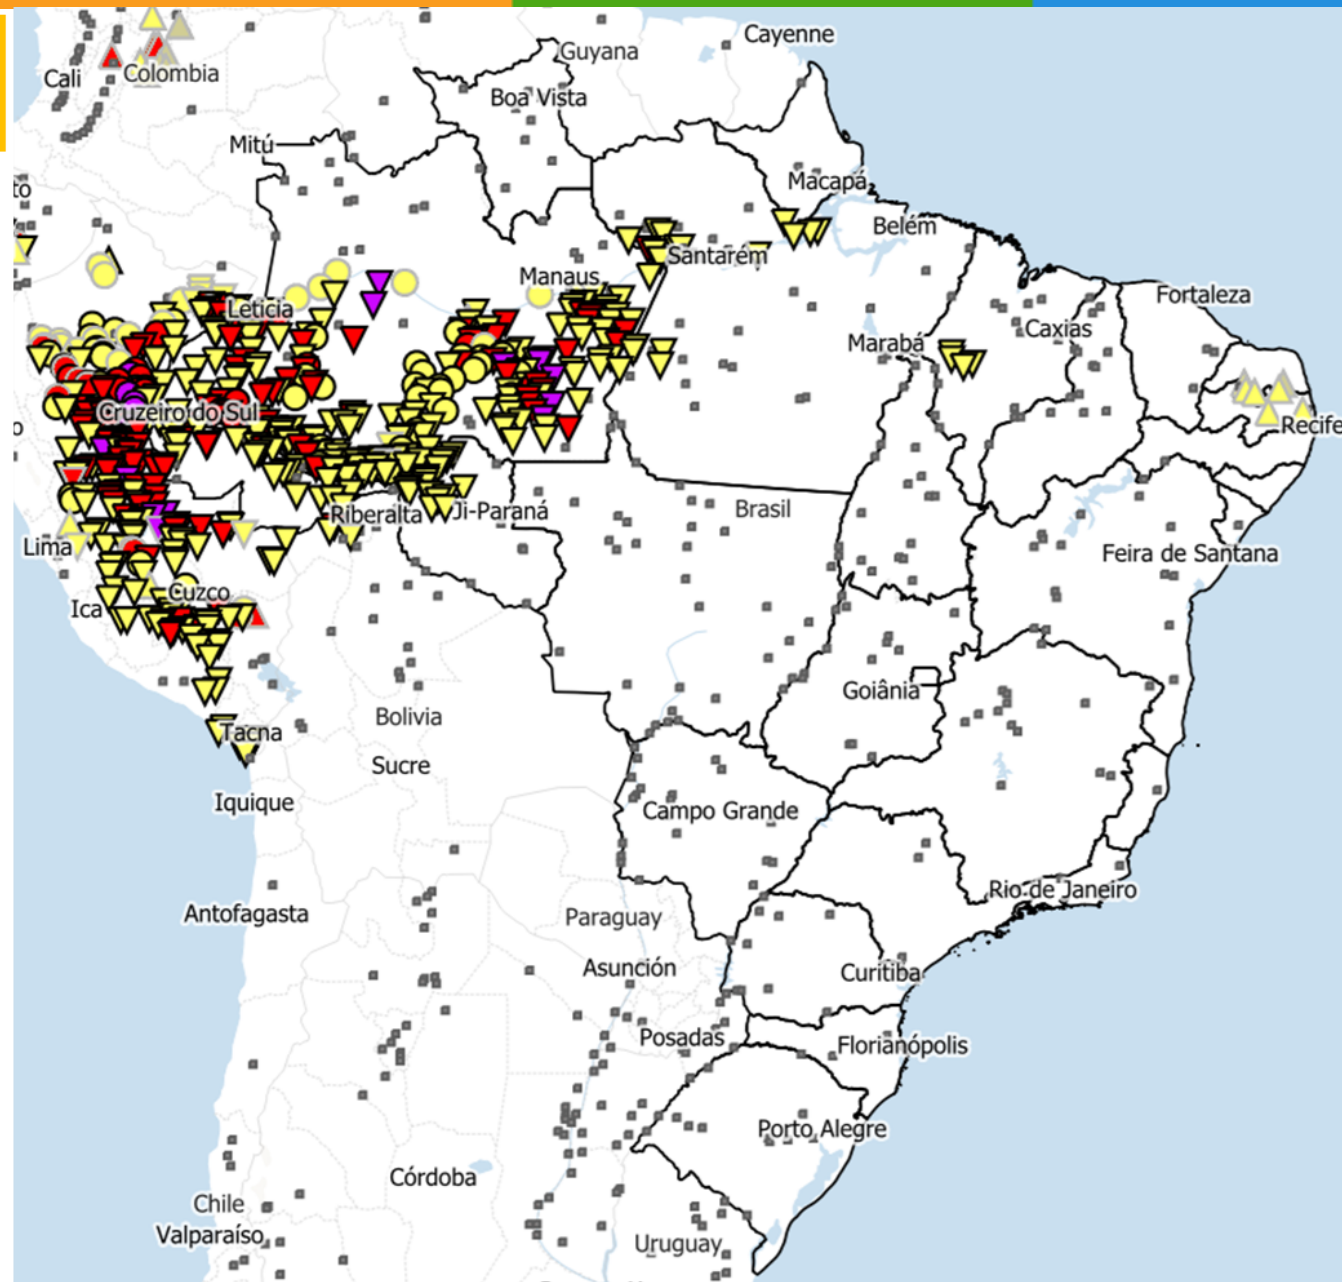 Cayenne
Guyana
Cali
Colombia
Boa Vista
Mitú
Macapá
to
Belém
Santarém
Manaus
Fortaleza
Leticia
Caxias
Marabá
Cruzeiro do Sul
o
Recife
Brasil
Riberalta
Ji-Paraná
Lima
Feira de Santana
Cuzco
Ica
Goiânia
Bolivia
Tacna
Sucre
Iquique
Campo Grande
Rio de Janeiro
Antofagasta
Paraguay
Asunción
Curitiba
Posadas
Florianópolis
Porto Alegre
Córdoba
Chile
Valparaíso
Uruguay